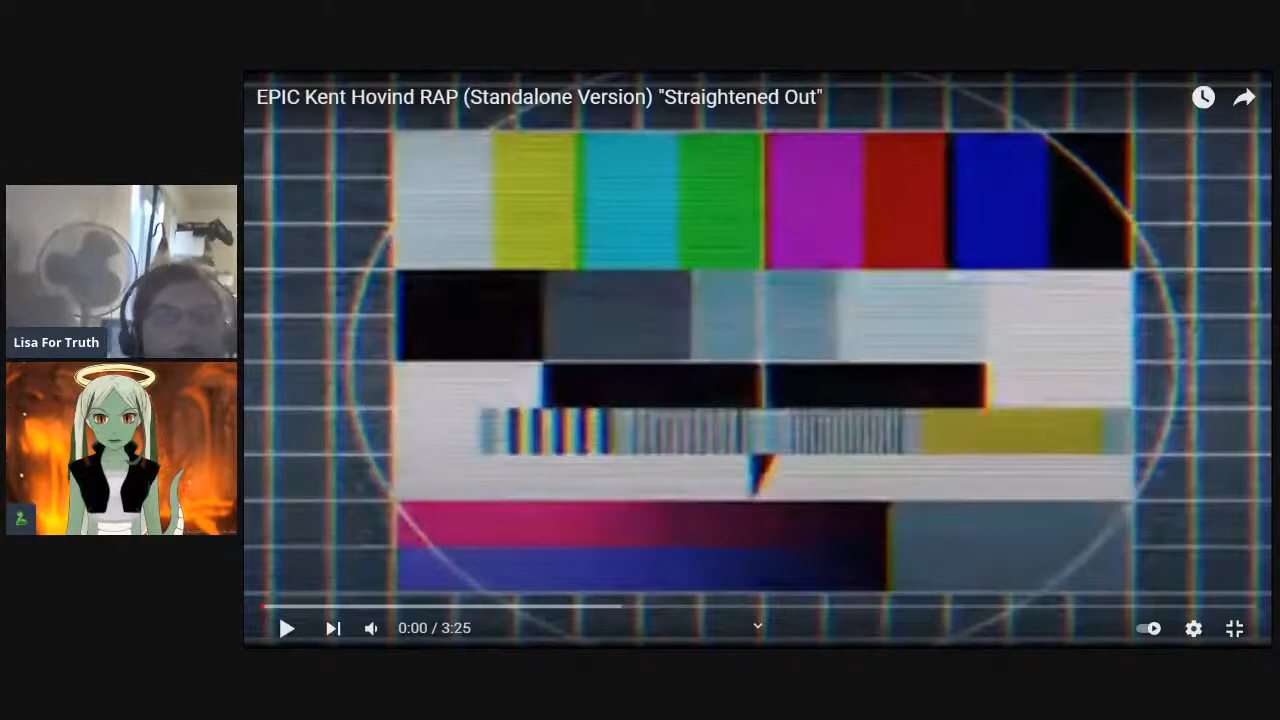 EPIC Kent Hovind RAP (Standalone Version) "Straightened Out"
Lisa For Truth
0:00 / 3:25